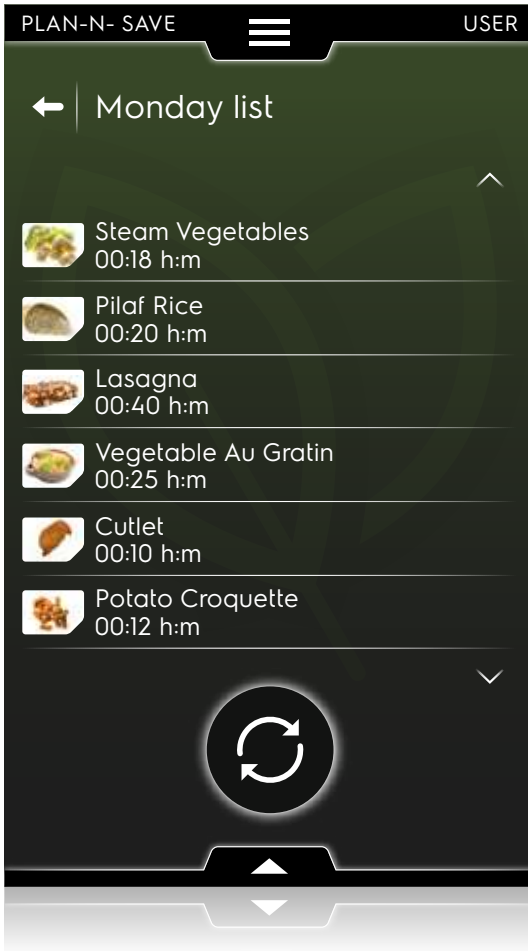 PLAN-N- SAVE
USER
Monday list
Steam Vegetables
00:18 h:m
Pilaf Rice
00:20 h:m
Lasagna
00:40 h:m
Vegetable Au Gratin
00:25 h:m
Cutlet
00:10 h:m
Potato Croquette
00:12 h:m